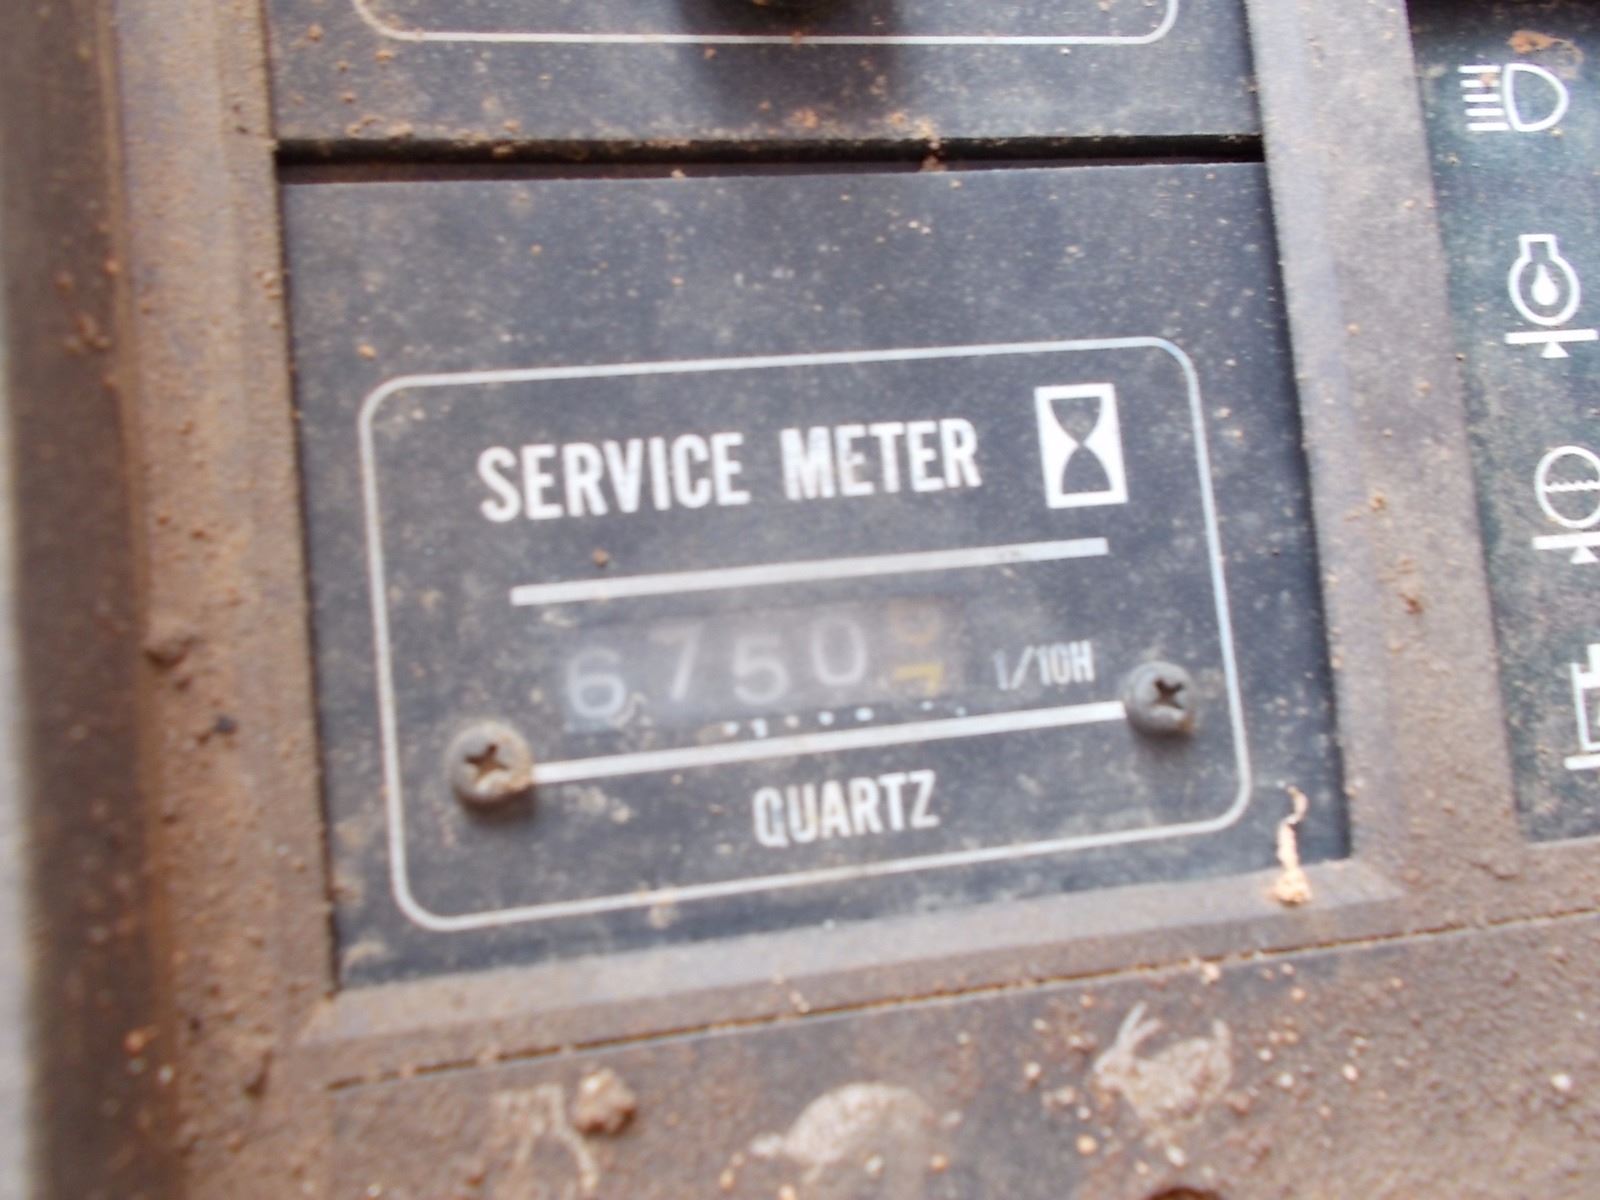 SERVICE METER
6750 1/10H
QUARTZ